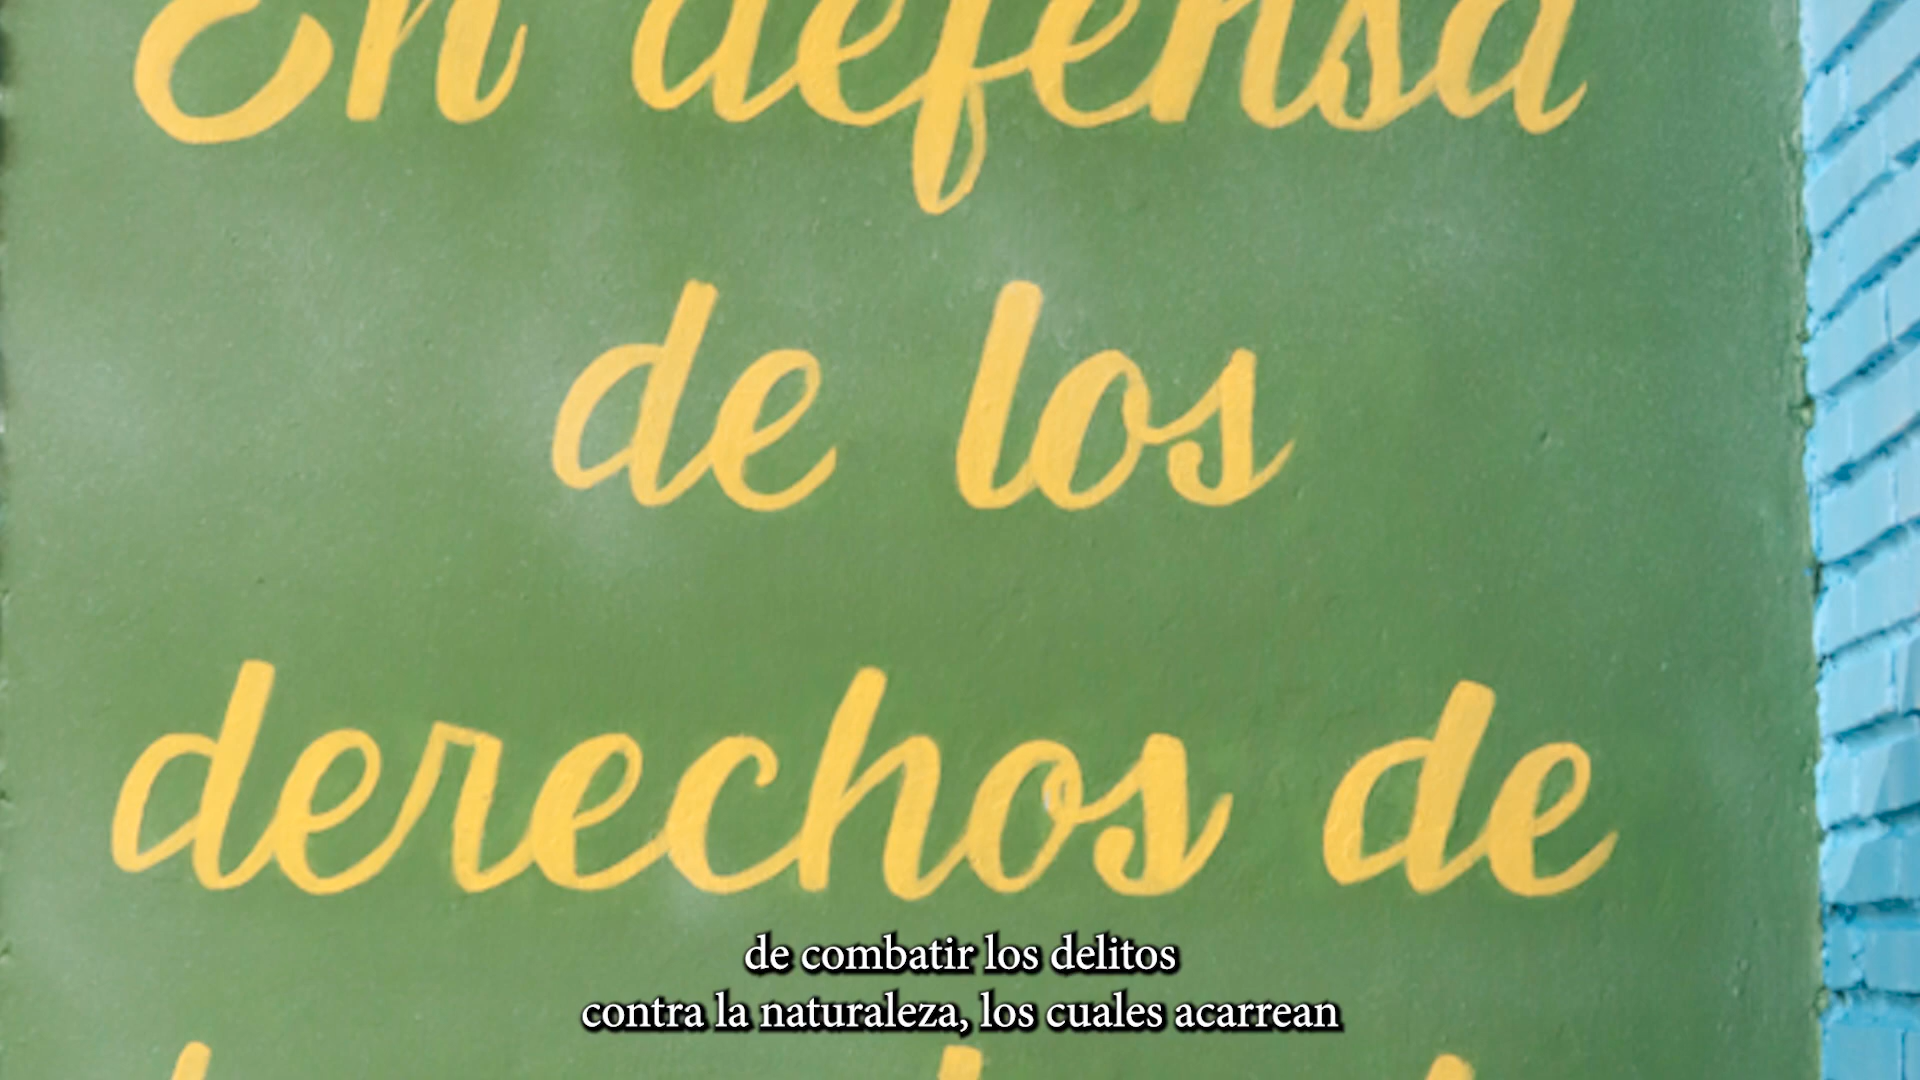 En defensa
de los
derechos de
de combatir los delitos
contra la naturaleza, los cuales acarrean